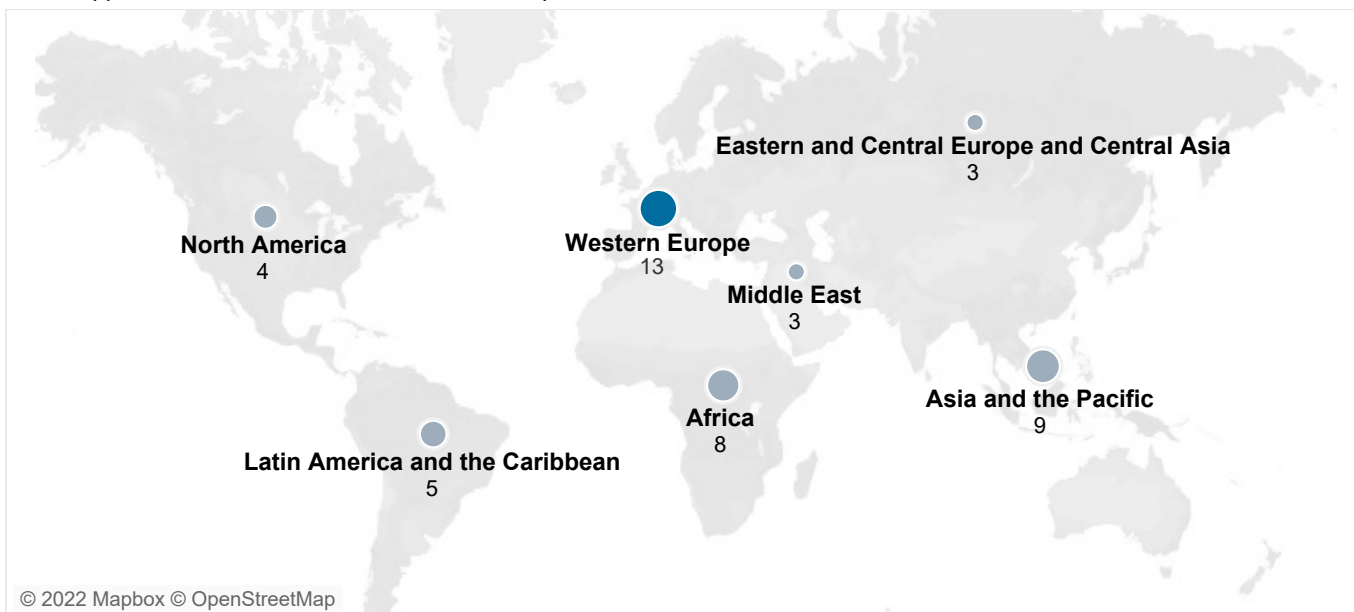 Eastern and Central Europe and Central Asia
3
North America
4
Western Europe
13
Middle East
3
Africa
8
Asia and the Pacific
9
Latin America and the Caribbean
5
© 2022 Mapbox © OpenStreetMap